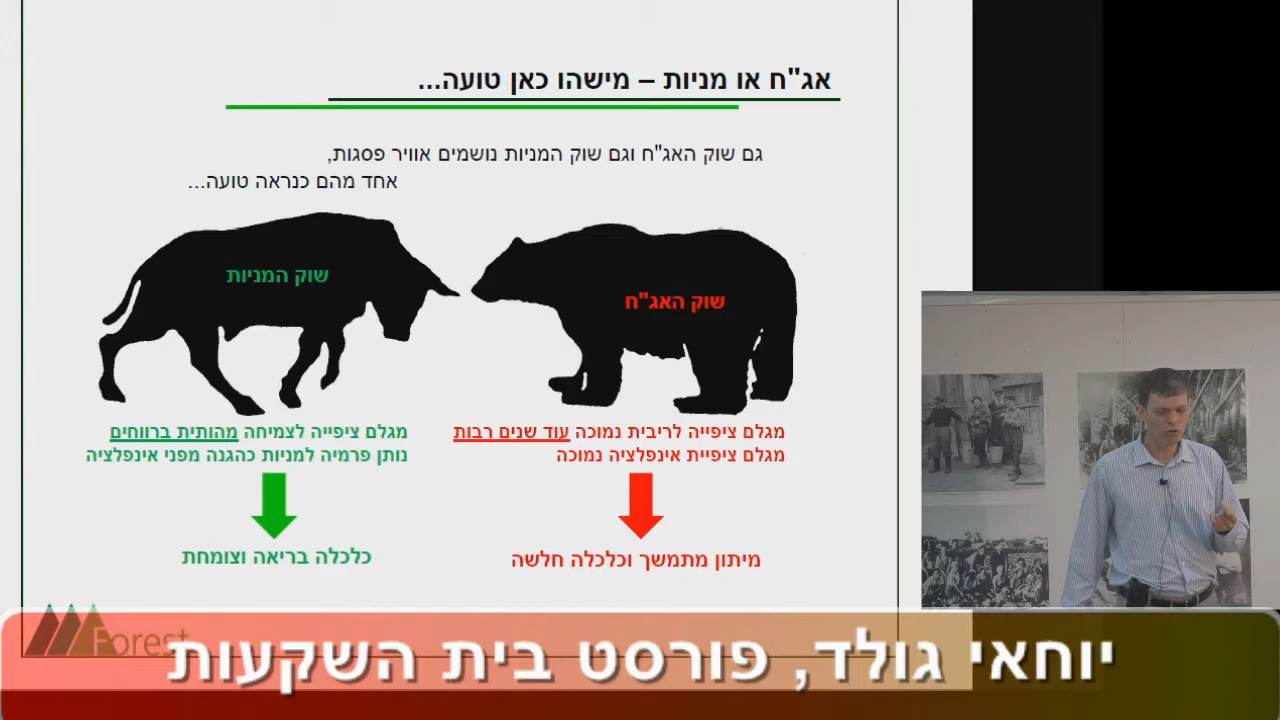 אג"ח או מניות – מישהו כאן טועה...
גם שוק האג"ח וגם שוק המניות נושמים אוויר פסגות,
אחד מהם כנראה טועה...
שוק האג"ח
שוק המניות
מגלם ציפייה לריבית נמוכה עוד שנים רבות
מגלם ציפיית אינפלציה נמוכה
מיתון מתמשך וכלכלה חלשה
מגלם ציפייה לצמיחה מהותית ברווחים
נותן פרמיה למניות כהגנה מפני אינפלציה
כלכלה בריאה וצומחת
Forest
יוחאי גולד, פורסט בית השקעות